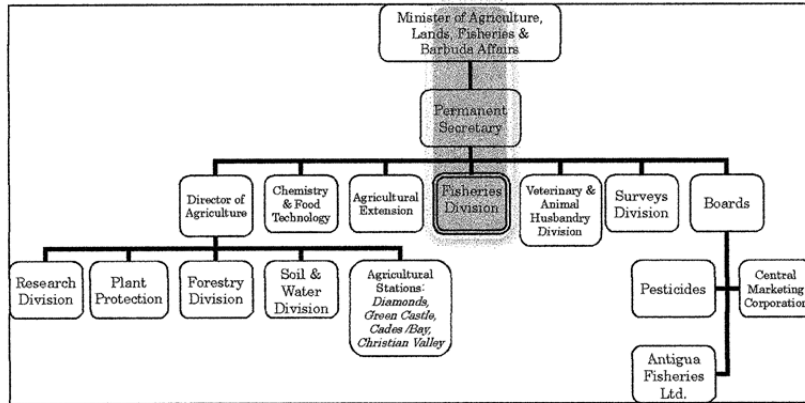 Minister of Agriculture,
Lands, Fisheries &
Barbuda Affairs
Permanent
Secretary
Director of
Agriculture
Chemistry
& Food
Technology
Agricultural
Extension
Fisheries
Division
Veterinary &
Animal
Husbandry
Division
Surveys
Division
Boards
Research
Division
Plant
Protection
Forestry
Division
Soil &
Water
Division
Agricultural
Stations:
Diamonds,
Green Castle,
Cades /Bay,
Christian Valley
Pesticides
Central
Marketing
Corporation
Antigua
Fisheries
Ltd.